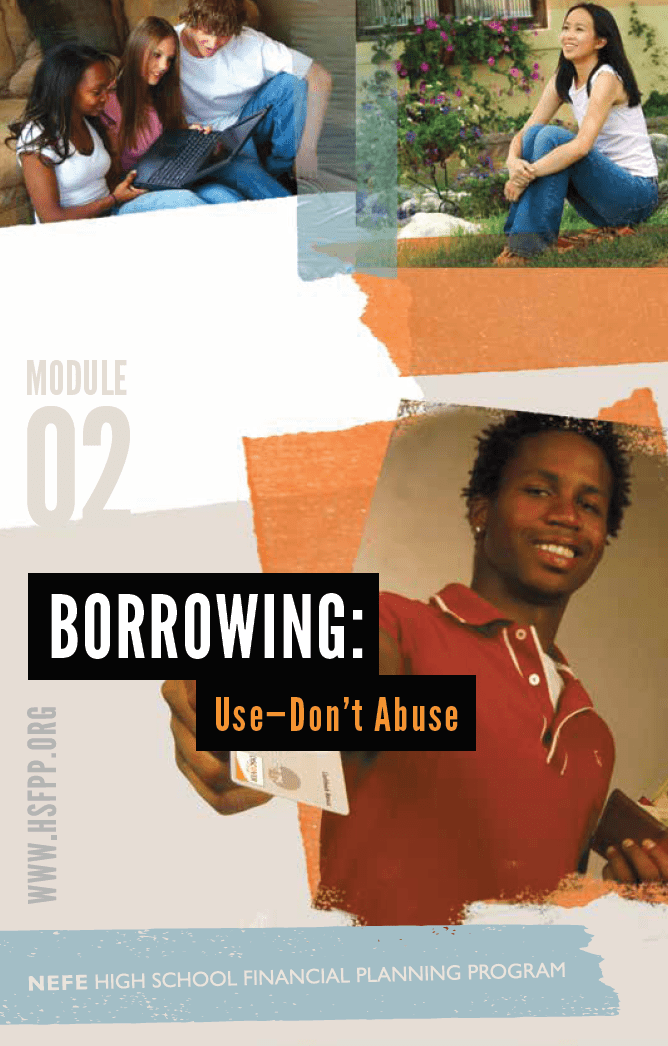 MODULE
02
BORROWING:
Use–Don't Abuse
WWW.HSFPP.ORG
NEFE HIGH SCHOOL FINANCIAL PLANNING PROGRAM